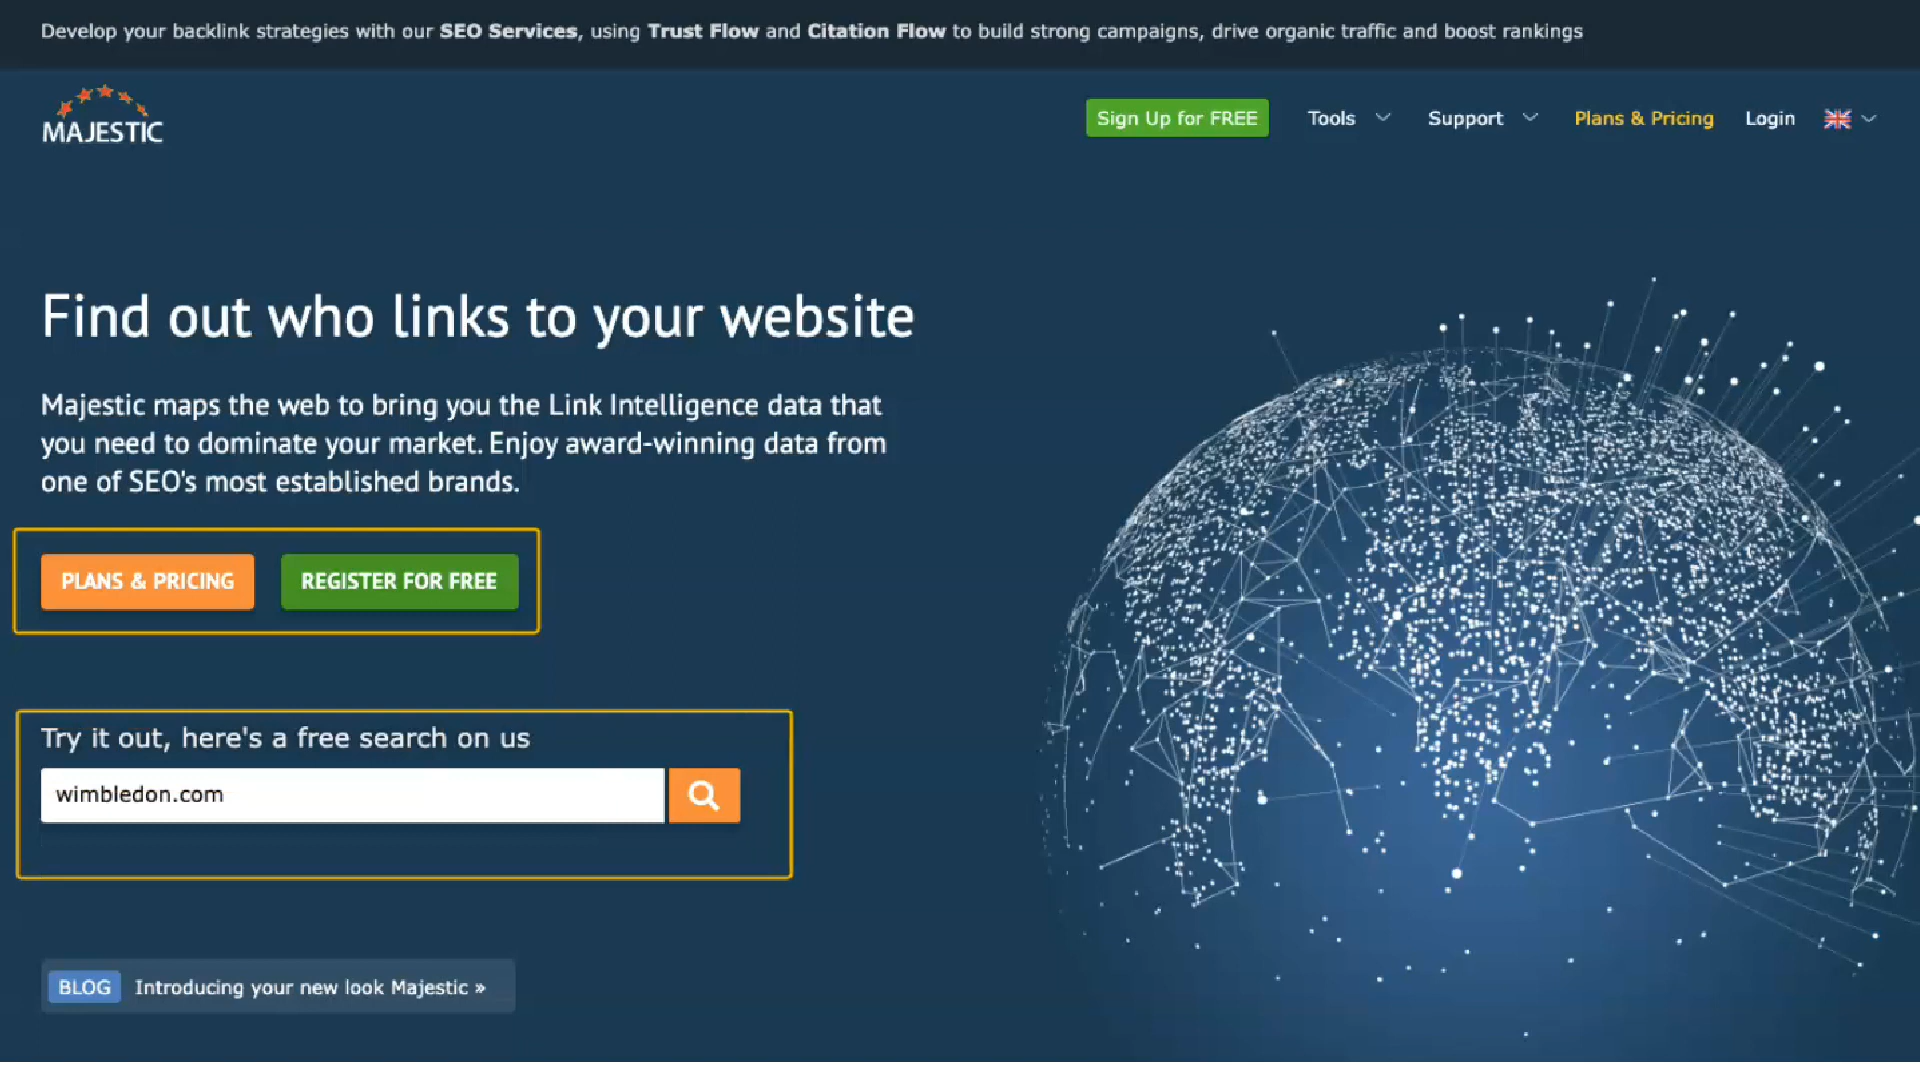 Develop your backlink strategies with our SEO Services, using Trust Flow and Citation Flow to build strong campaigns, drive organic traffic and boost rankings
MAJESTIC
Sign Up for FREE
Tools
Support
Plans & Pricing
Login
Find out who links to your website
Majestic maps the web to bring you the Link Intelligence data that
you need to dominate your market. Enjoy award-winning data from
one of SEO's most established brands.
PLANS & PRICING
REGISTER FOR FREE
Try it out, here's a free search on us
wimbledon.com
BLOG Introducing your new look Majestic »